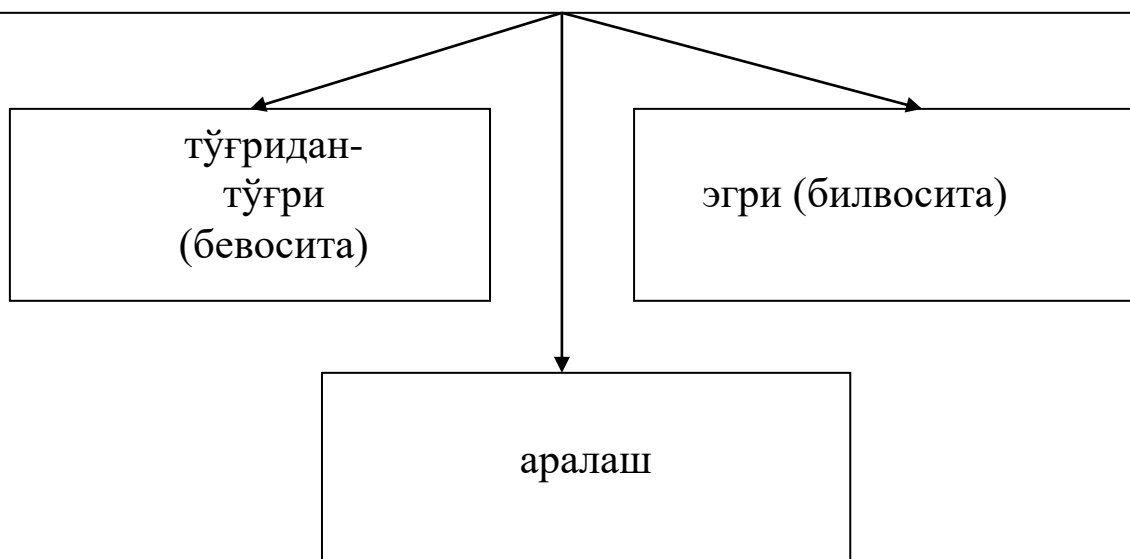 тўғридан-
тўғри
(бевосита)
эгри (билвосита)
аралаш